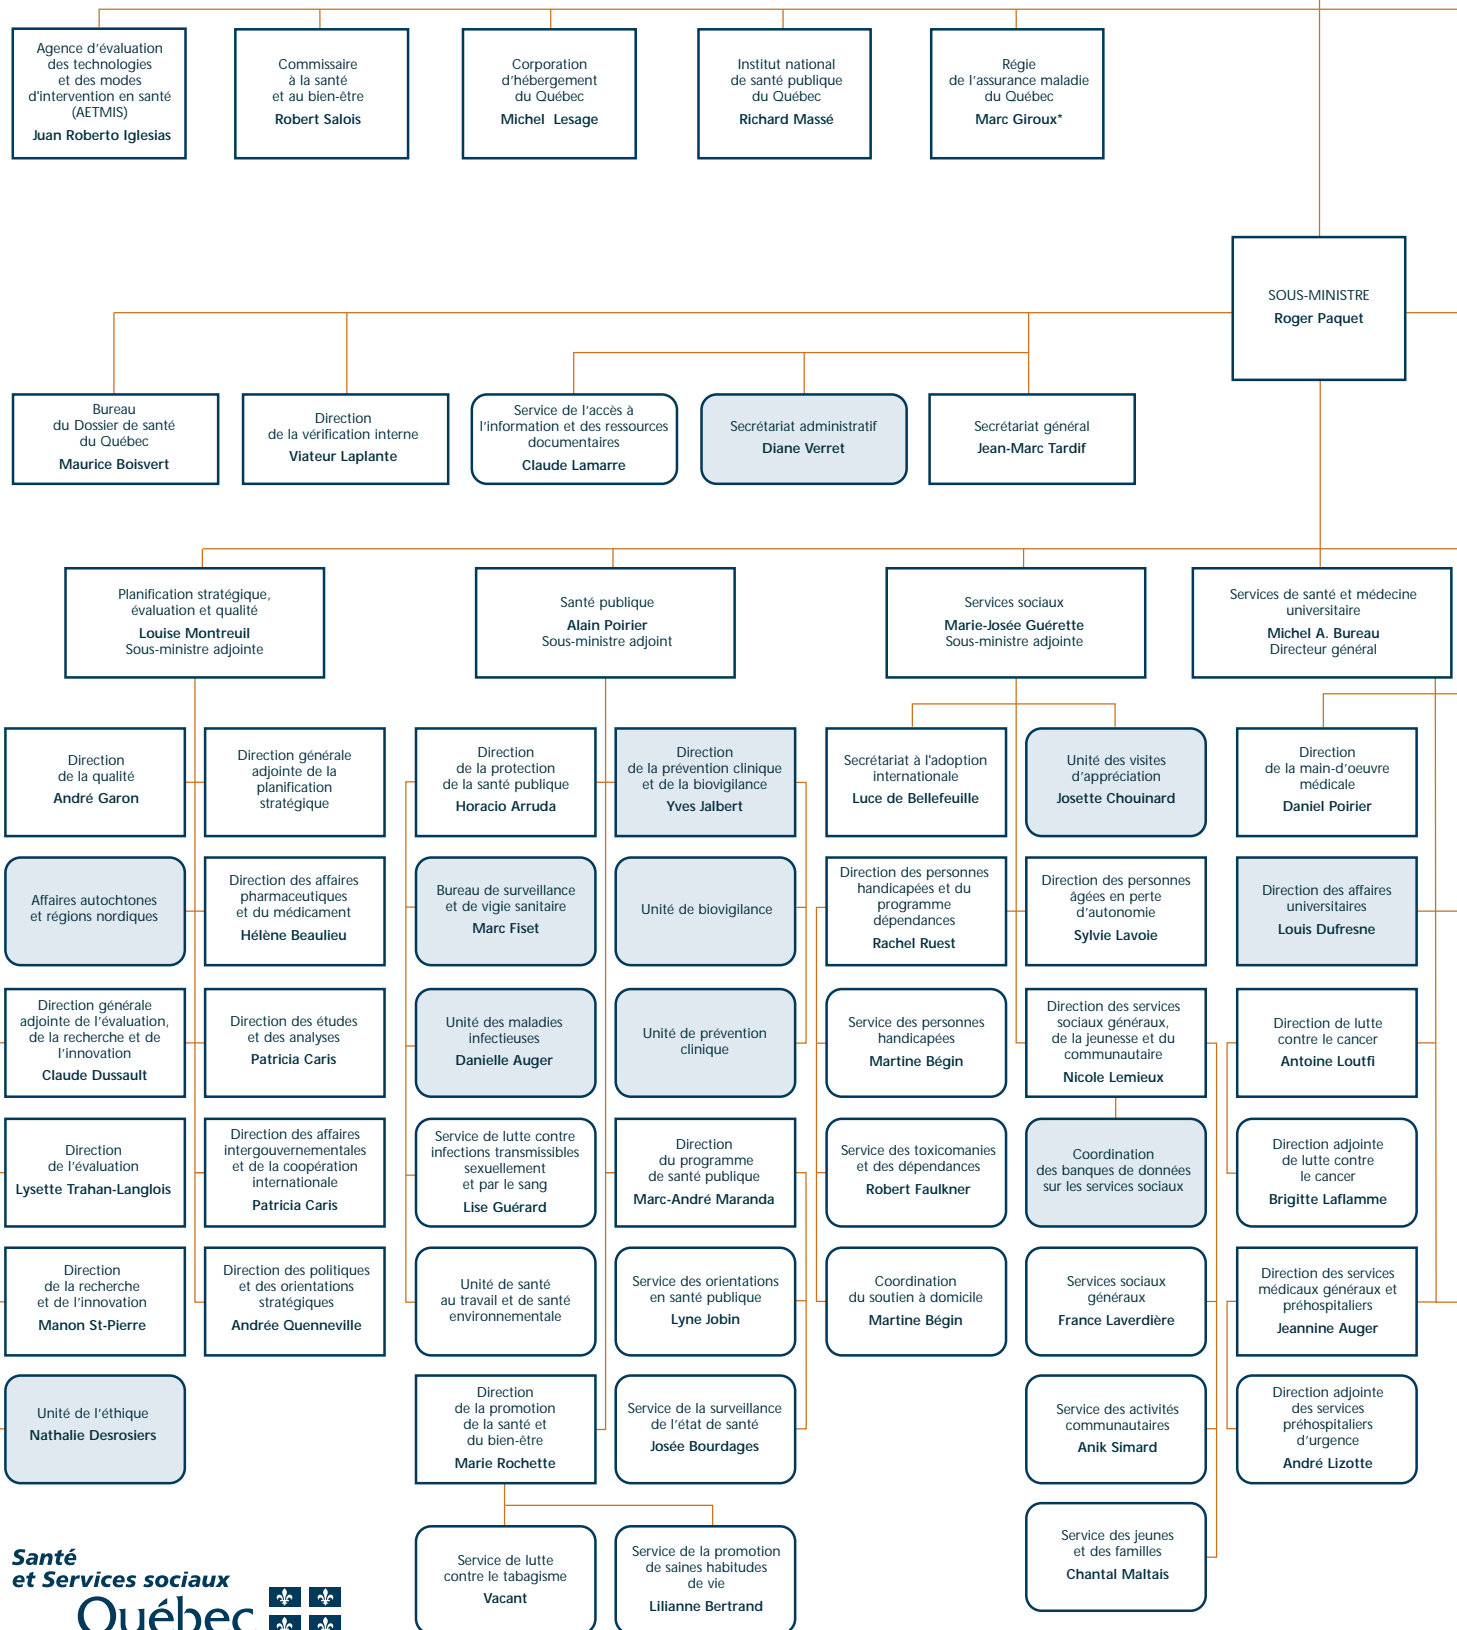 Agence d'évaluation
des technologies
et des modes
d'intervention en santé
(AETMIS)
Juan Roberto Iglesias
Commissaire
à la santé
et au bien-être
Robert Salois
Corporation
d'hébergement
du Québec
Michel Lesage
Institut national
de santé publique
du Québec
Richard Massé
Régie
de l'assurance maladie
du Québec
Marc Giroux*
SOUS-MINISTRE
Roger Paquet
Bureau
du Dossier de santé
du Québec
Maurice Boisvert
Direction
de la vérification interne
Viateur Laplante
Service de l'accès à
l'information et des ressources
documentaires
Claude Lamarre
Secrétariat administratif
Diane Verret
Secrétariat général
Jean-Marc Tardif
Planification stratégique,
évaluation et qualité
Louise Montreuil
Sous-ministre adjointe
Santé publique
Alain Poirier
Sous-ministre adjoint
Services sociaux
Marie-Josée Guérette
Sous-ministre adjointe
Services de santé et médecine
universitaire
Michel A. Bureau
Directeur général
Direction
de la qualité
André Garon
Direction générale
adjointe de la
planification
stratégique
Direction
de la protection
de la santé publique
Horacio Arruda
Direction
de la prévention clinique
et de la biovigilance
Yves Jalbert
Secrétariat à l'adoption
internationale
Luce de Bellefeuille
Unité des visites
d'appréciation
Josette Chouinard
Direction
de la main-d'oeuvre
médicale
Daniel Poirier
Affaires autochtones
et régions nordiques
Direction des affaires
pharmaceutiques
et du médicament
Hélène Beaulieu
Bureau de surveillance
et de vigie sanitaire
Marc Fiset
Unité de biovigilance
Direction des personnes
handicapées et du
programme
dépendances
Rachel Ruest
Direction des personnes
âgées en perte
d'autonomie
Sylvie Lavoie
Direction des affaires
universitaires
Louis Dufresne
Direction générale
adjointe de l'évaluation,
de la recherche et de
l'innovation
Claude Dussault
Direction des études
et des analyses
Patricia Caris
Unité des maladies
infectieuses
Danielle Auger
Unité de prévention
clinique
Service des personnes
handicapées
Martine Bégin
Direction des services
sociaux généraux,
de la jeunesse et du
communautaire
Nicole Lemieux
Direction de lutte
contre le cancer
Antoine Loutfi
Direction
de l'évaluation
Lysette Trahan-Langlois
Direction des affaires
intergouvernementales
et de la coopération
internationale
Patricia Caris
Service de lutte contre
infections transmissibles
sexuellement
et par le sang
Lise Guérard
Direction
du programme
de santé publique
Marc-André Maranda
Service des toxicomanies
et des dépendances
Robert Faulkner
Coordination
des banques de données
sur les services sociaux
Direction adjointe
de lutte contre
le cancer
Brigitte Laflamme
Direction
de la recherche
et de l'innovation
Manon St-Pierre
Direction des politiques
et des orientations
stratégiques
Andrée Quenneville
Unité de santé
au travail et de santé
environnementale
Service des orientations
en santé publique
Lyne Jobin
Coordination
du soutien à domicile
Martine Bégin
Services sociaux
généraux
France Laverdière
Direction des services
médicaux généraux et
préhospitaliers
Jeannine Auger
Unité de l'éthique
Nathalie Desrosiers
Direction
de la promotion
de la santé et
du bien-être
Marie Rochette
Service de la surveillance
de l'état de santé
Josée Bourdages
Service des activités
communautaires
Anik Simard
Direction adjointe
des services
préhospitaliers
d'urgence
André Lizotte
Service de lutte
contre le tabagisme
Vacant
Service de la promotion
de saines habitudes
de vie
Lilianne Bertrand
Service des jeunes
et des familles
Chantal Maltais
Santé
et Services sociaux
Québec